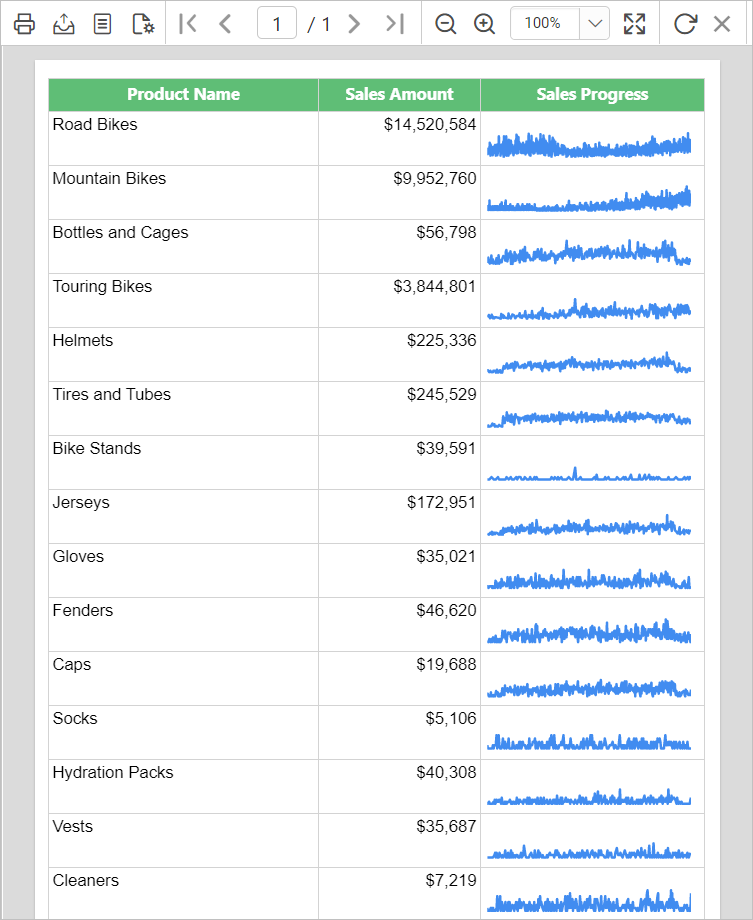 1 / 1 100%
Product Name Sales Amount Sales Progress
Road Bikes $14,520,584
Mountain Bikes $9,952,760
Bottles and Cages $56,798
Touring Bikes $3,844,801
Helmets $225,336
Tires and Tubes $245,529
Bike Stands $39,591
Jerseys $172,951
Gloves $35,021
Fenders $46,620
Caps $19,688
Socks $5,106
Hydration Packs $40,308
Vests $35,687
Cleaners $7,219